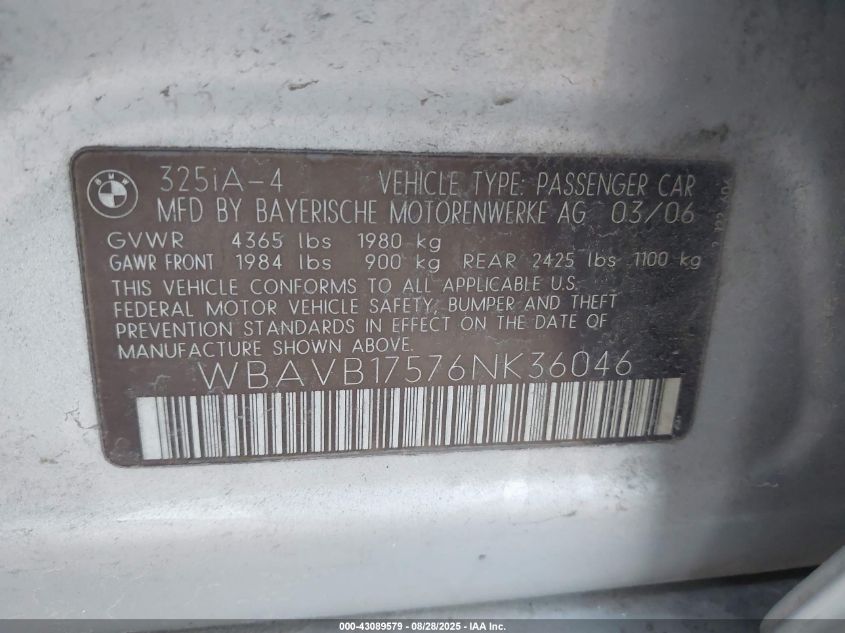 BMW
325iA-4 VEHICLE TYPE: PASSENGER CAR
MFD BY BAYERISCHE MOTORENWERKE AG 03/06
GVWR 4365 lbs 1980 kg
GAWR FRONT 1984 lbs 900 kg REAR 2425 lbs 1100 kg
THIS VEHICLE CONFORMS TO ALL APPLICABLE U.S.
FEDERAL MOTOR VEHICLE SAFETY, BUMPER AND THEFT
PREVENTION STANDARDS IN EFFECT ON THE DATE OF
MANUFACTURE SHOWN ABOVE.
WBAVB17576NK36046
000-43089579 - 08/28/2025 - IAA Inc.